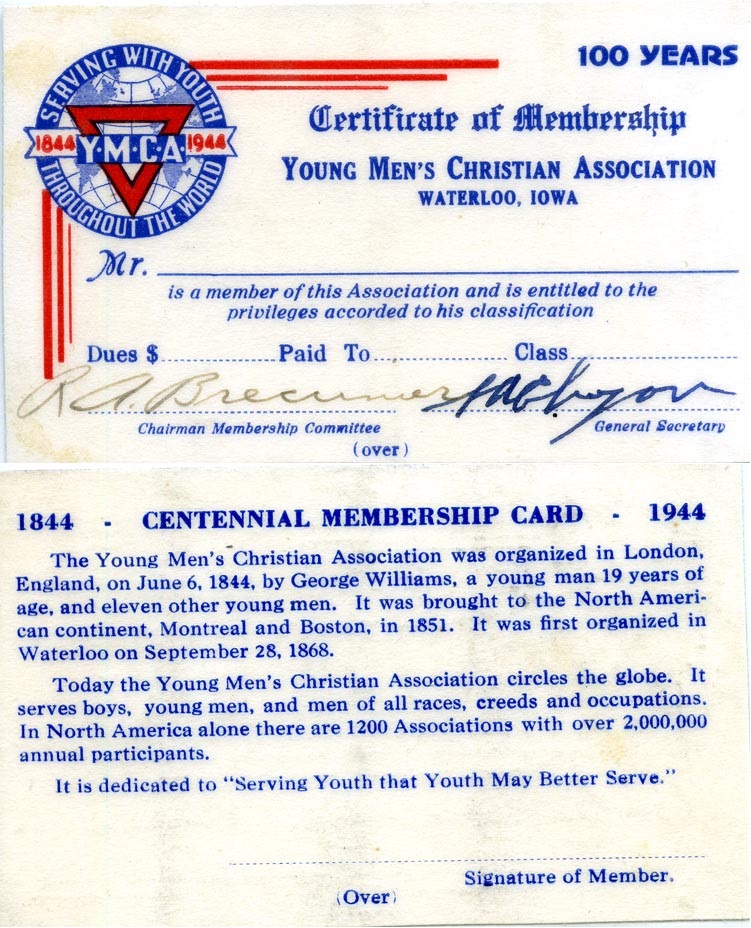 100 YEARS
SERVING WITH YOUTH
1844 Y·M·C·A 1944
THROUGHOUT THE WORLD
Certificate of Membership
YOUNG MEN'S CHRISTIAN ASSOCIATION
WATERLOO, IOWA
Mr.
is a member of this Association and is entitled to the
privileges accorded to his classification
Dues $ Paid To Class
R. A.
Chairman Membership Committee General Secretary
(over)
1844 - CENTENNIAL MEMBERSHIP CARD - 1944
The Young Men's Christian Association was organized in London,
England, on June 6, 1844, by George Williams, a young man 19 years of
age, and eleven other young men. It was brought to the North Ameri-
can continent, Montreal and Boston, in 1851. It was first organized in
Waterloo on September 28, 1868.
Today the Young Men's Christian Association circles the globe. It
serves boys, young men, and men of all races, creeds and occupations.
In North America alone there are 1200 Associations with over 2,000,000
annual participants.
It is dedicated to "Serving Youth that Youth May Better Serve."
Signature of Member.
(Over)